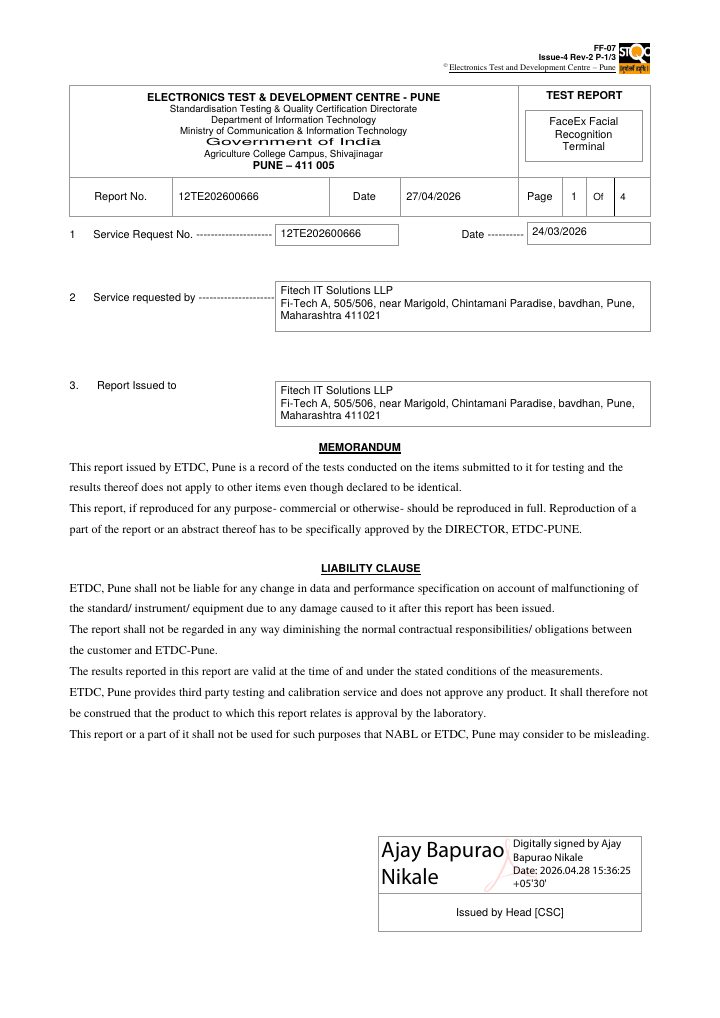 FF-07
Issue-4 Rev-2 P-1/3
©Electronics Test and Development Centre – Pune
STQC
ELECTRONICS TEST & DEVELOPMENT CENTRE - PUNE
Standardisation Testing & Quality Certification Directorate
Department of Information Technology
Ministry of Communication & Information Technology
Government of India
Agriculture College Campus, Shivajinagar
PUNE – 411 005
TEST REPORT
FaceEx Facial
Recognition
Terminal
Report No. 12TE202600666 Date 27/04/2026 Page 1 Of 4
1 Service Request No. --------------------- 12TE202600666 Date ---------- 24/03/2026
2 Service requested by ---------------------
Fitech IT Solutions LLP
Fi-Tech A, 505/506, near Marigold, Chintamani Paradise, bavdhan, Pune,
Maharashtra 411021
3. Report Issued to
Fitech IT Solutions LLP
Fi-Tech A, 505/506, near Marigold, Chintamani Paradise, bavdhan, Pune,
Maharashtra 411021
MEMORANDUM
This report issued by ETDC, Pune is a record of the tests conducted on the items submitted to it for testing and the
results thereof does not apply to other items even though declared to be identical.
This report, if reproduced for any purpose- commercial or otherwise- should be reproduced in full. Reproduction of a
part of the report or an abstract thereof has to be specifically approved by the DIRECTOR, ETDC-PUNE.
LIABILITY CLAUSE
ETDC, Pune shall not be liable for any change in data and performance specification on account of malfunctioning of
the standard/ instrument/ equipment due to any damage caused to it after this report has been issued.
The report shall not be regarded in any way diminishing the normal contractual responsibilities/ obligations between
the customer and ETDC-Pune.
The results reported in this report are valid at the time of and under the stated conditions of the measurements.
ETDC, Pune provides third party testing and calibration service and does not approve any product. It shall therefore not
be construed that the product to which this report relates is approval by the laboratory.
This report or a part of it shall not be used for such purposes that NABL or ETDC, Pune may consider to be misleading.
Ajay Bapurao
Nikale
Digitally signed by Ajay
Bapurao Nikale
Date: 2026.04.28 15:36:25
+05'30'
Issued by Head [CSC]